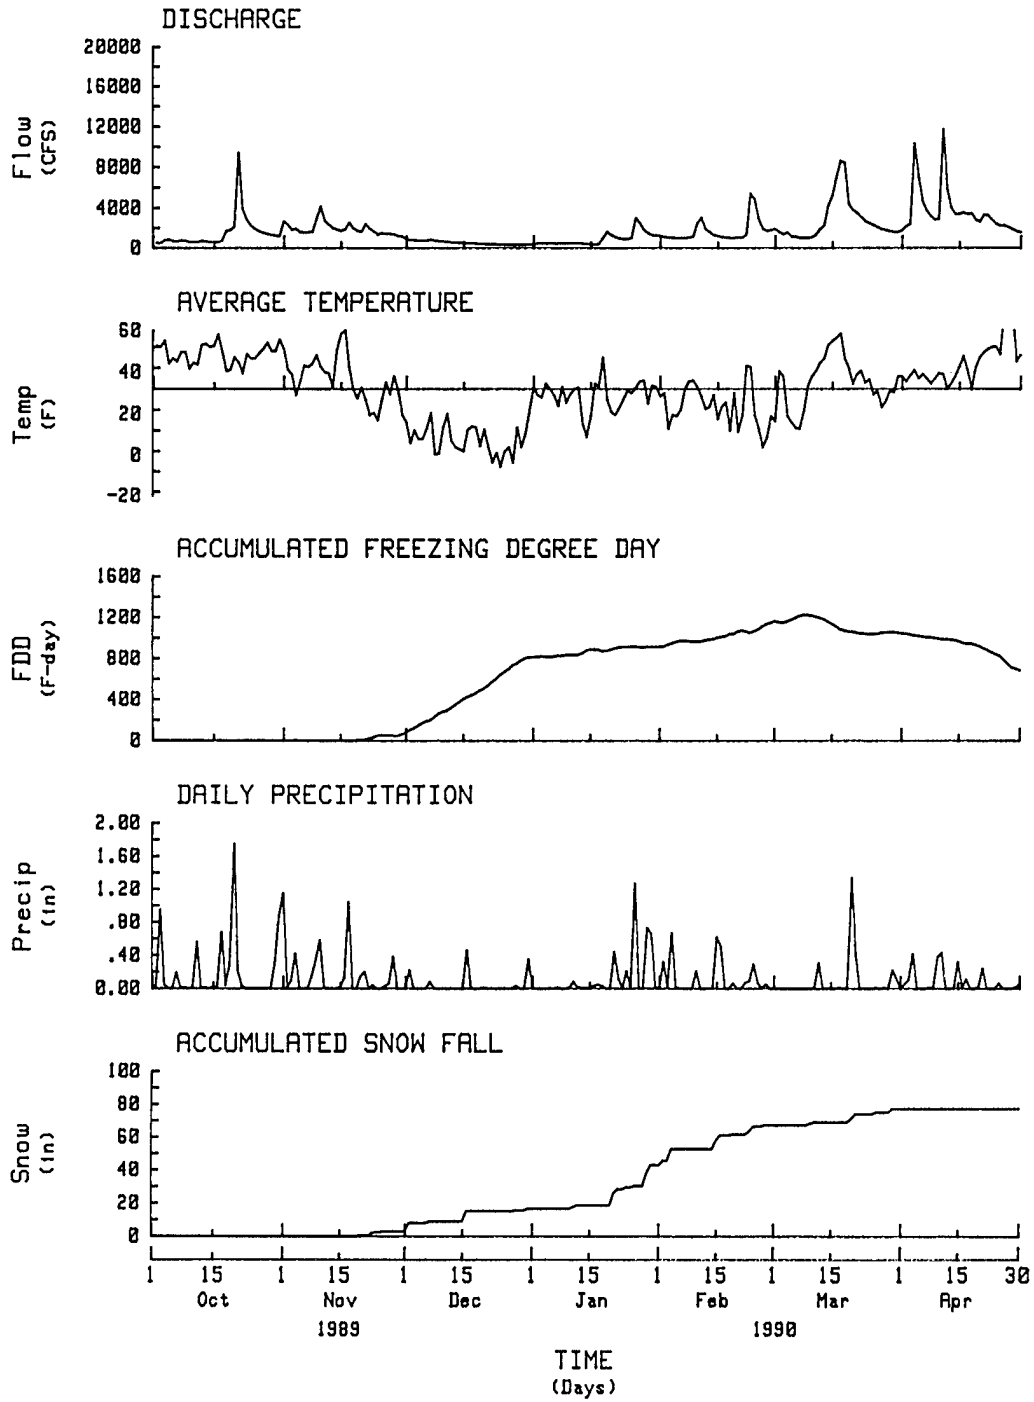 DISCHARGE
20000
16000
12000
8000
4000
0
Flow
(CFS)
AVERAGE TEMPERATURE
60
40
20
0
-20
Temp
(F)
ACCUMULATED FREEZING DEGREE DAY
1600
1200
800
400
0
FDD
(F-day)
DAILY PRECIPITATION
2.00
1.60
1.20
.80
.40
0.00
Precip
(in)
ACCUMULATED SNOW FALL
100
80
60
40
20
0
Snow
(in)
1 15 1 15 1 15 1 15 1 15 1 15 1 15 30
Oct Nov Dec Jan Feb Mar Apr
1989 1990
TIME
(Days)